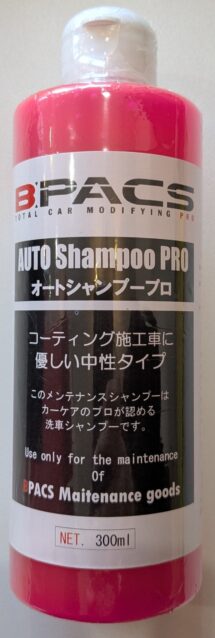 B'PACS
TOTAL CAR MODIFYING PRO
AUTO Shampoo PRO
オートシャンプープロ
コーティング施工車に
優しい中性タイプ
このメンテナンスシャンプーは
カーケアのプロが認める
洗車シャンプーです。
Use only for the maintenance
Of
BPACS Maitenance goods
NET. 300ml